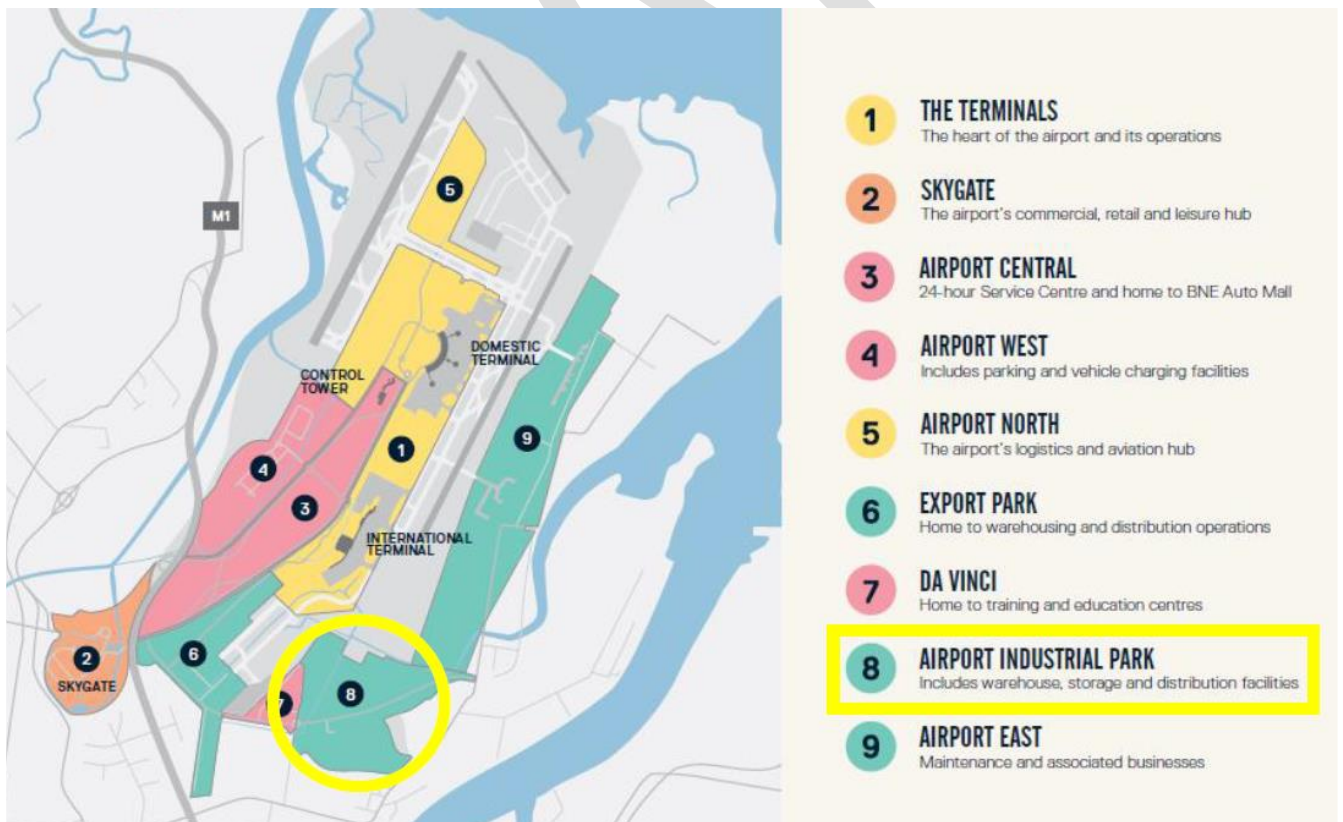 M1
5
DOMESTIC
TERMINAL
CONTROL
TOWER
9
1
4
3
INTERNATIONAL
TERMINAL
6
2
SKYGATE
8
7
1
THE TERMINALS
The heart of the airport and its operations
2
SKYGATE
The airport's commercial, retail and leisure hub
3
AIRPORT CENTRAL
24-hour Service Centre and home to BNE Auto Mall
4
AIRPORT WEST
Includes parking and vehicle charging facilities
5
AIRPORT NORTH
The airport's logistics and aviation hub
6
EXPORT PARK
Home to warehousing and distribution operations
7
DA VINCI
Home to training and education centres
8
AIRPORT INDUSTRIAL PARK
Includes warehouse, storage and distribution facilities
9
AIRPORT EAST
Maintenance and associated businesses